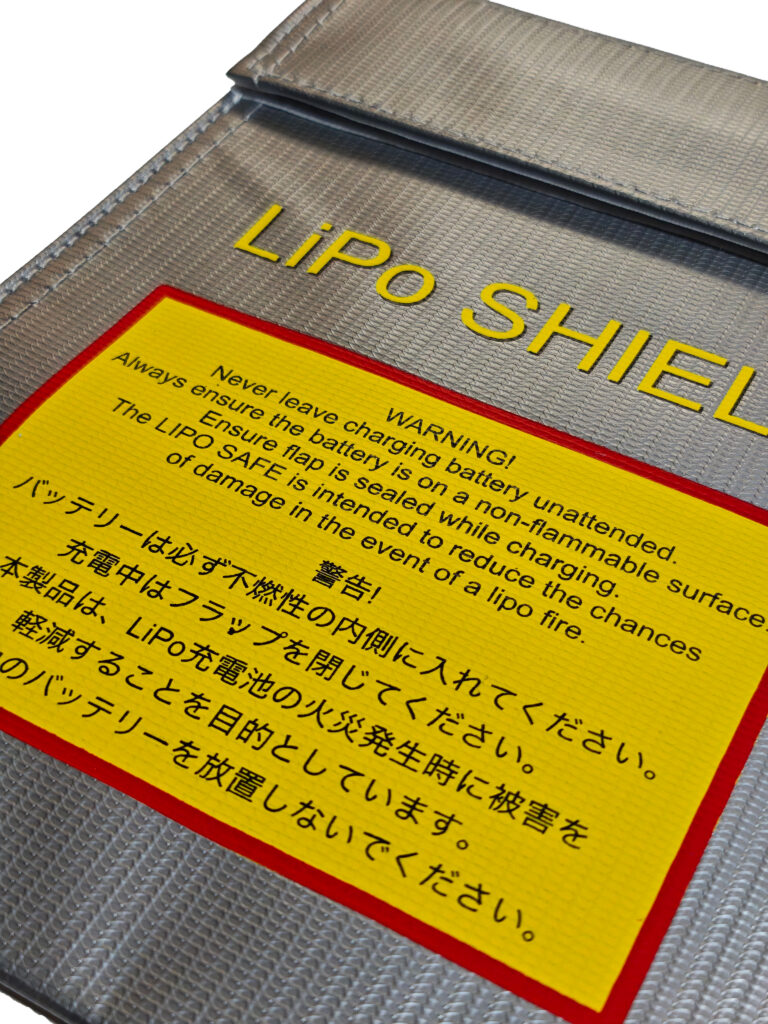 LiPo SHIEL
WARNING!
Never leave charging battery unattended.
Always ensure the battery is on a non-flammable surface.
Ensure flap is sealed while charging.
The LIPO SAFE is intended to reduce the chances
of damage in the event of a lipo fire.
警告!
バッテリーは必ず不燃性の内側に入れてください。
充電中はフラップを閉じてください。
本製品は、LiPo充電池の火災発生時に被害を
軽減することを目的としています。
のバッテリーを放置しないでください。